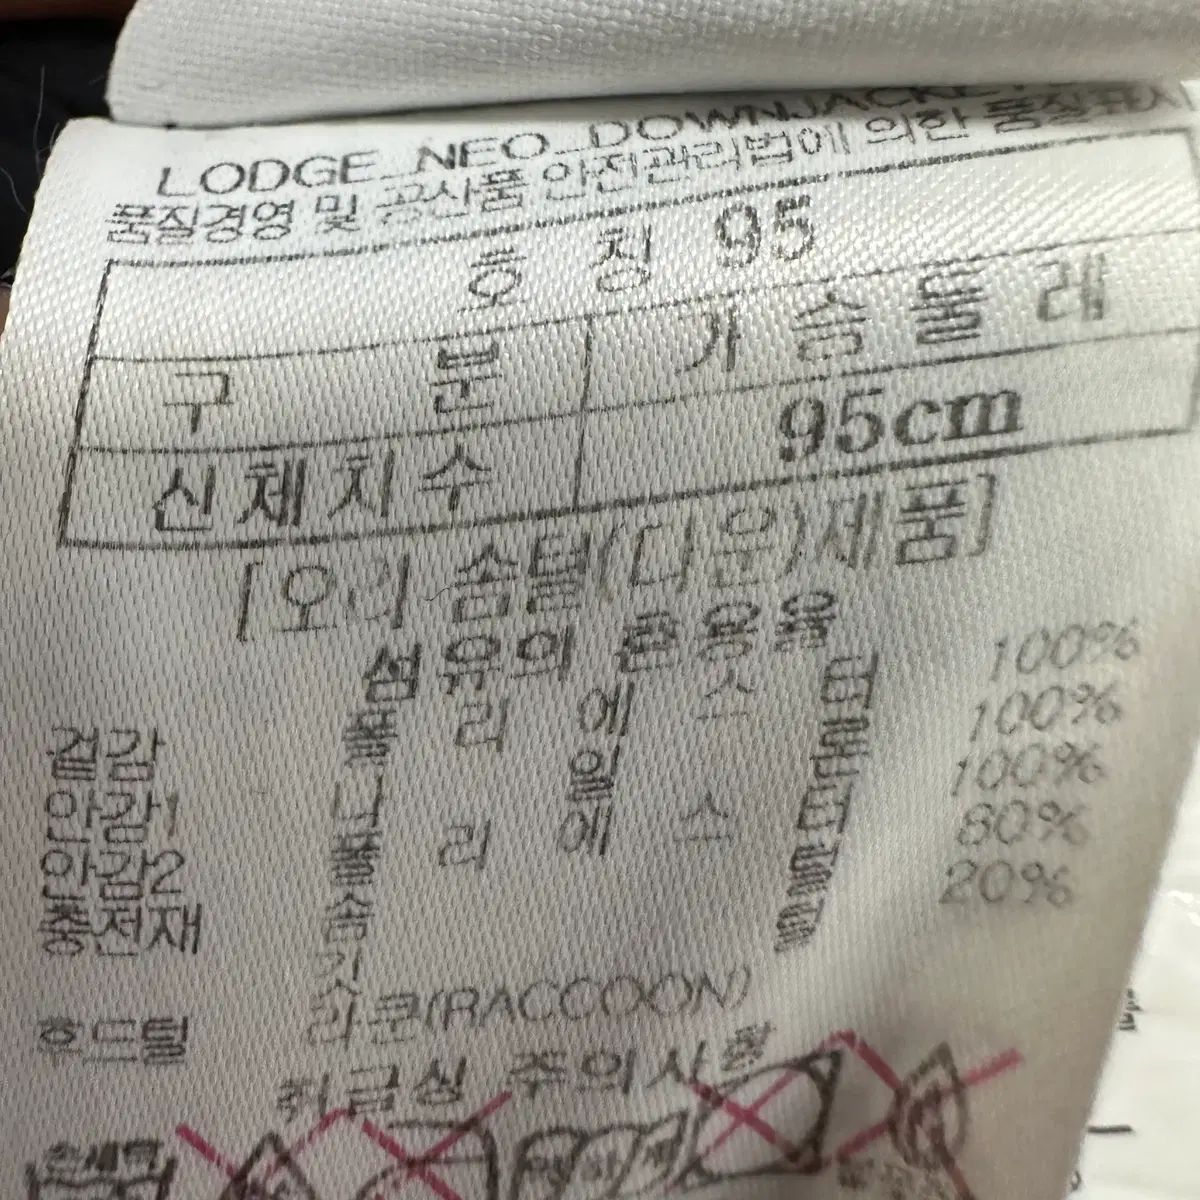 LODGE_NEO_DOWNJACKET
품질경영 및 공산품 안전관리법에 의한 품질표시
호 칭 95
구 분 가 슴 둘 레
신체치수 95cm
[오리 솜털(다운)제품]
섬유의 혼용율
겉감 폴 리 에 스 터 100%
안감1 나 일 론 100%
안감2 폴 리 에 스 터 100%
충전재 솜 털 80%
깃 털 20%
후드털 라쿤(RACCOON)
취급상 주의사항
손세탁